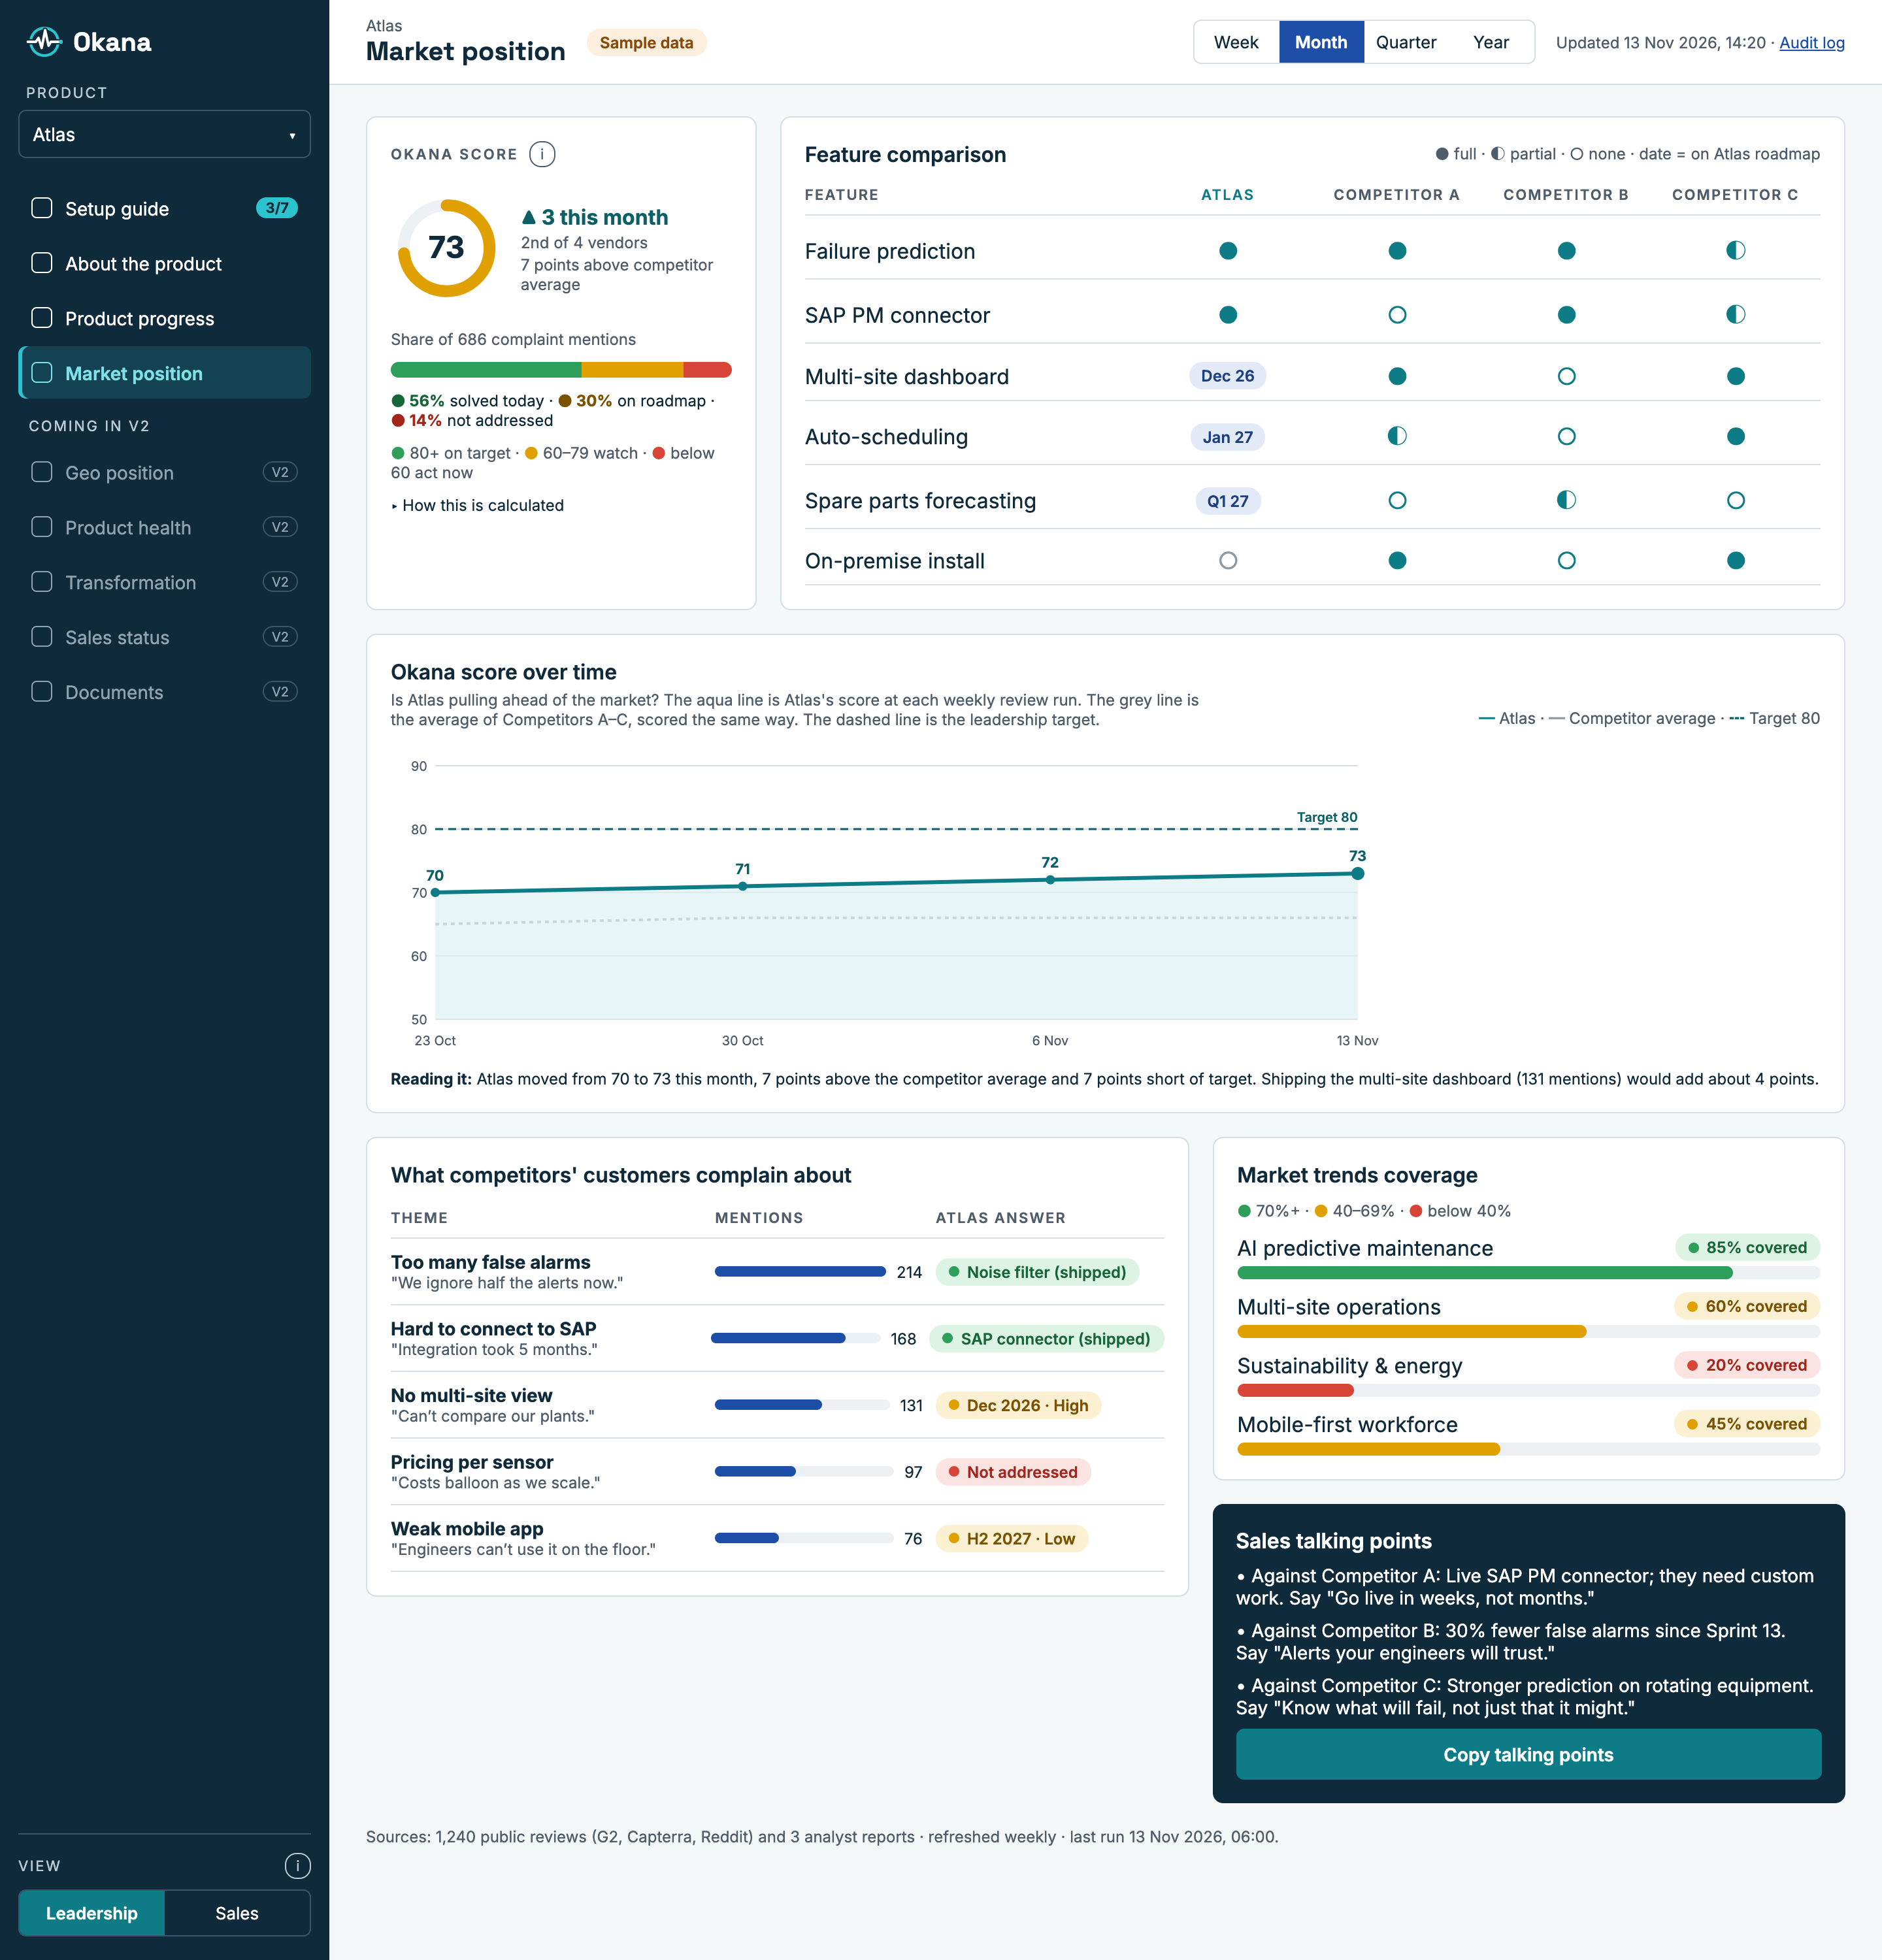 Okana
PRODUCT
Atlas
Setup guide 3/7
About the product
Product progress
Market position
COMING IN V2
Geo position V2
Product health V2
Transformation V2
Sales status V2
Documents V2
VIEW i
Leadership Sales
Atlas
Market position Sample data
Week Month Quarter Year
Updated 13 Nov 2026, 14:20 · Audit log
OKANA SCORE i
73
▲ 3 this month
2nd of 4 vendors
7 points above competitor
average
Share of 686 complaint mentions
56% solved today · 30% on roadmap ·
14% not addressed
80+ on target · 60–79 watch · below
60 act now
▸ How this is calculated
Feature comparison
● full · ◐ partial · ○ none · date = on Atlas roadmap
FEATURE ATLAS COMPETITOR A COMPETITOR B COMPETITOR C
Failure prediction ● ● ● ◐
SAP PM connector ● ○ ● ◐
Multi-site dashboard Dec 26 ● ○ ●
Auto-scheduling Jan 27 ◐ ○ ●
Spare parts forecasting Q1 27 ○ ◐ ○
On-premise install ○ ● ○ ●
Okana score over time
Is Atlas pulling ahead of the market? The aqua line is Atlas's score at each weekly review run. The grey line is
the average of Competitors A–C, scored the same way. The dashed line is the leadership target.
Atlas · Competitor average · Target 80
90
80
Target 80
70
70 71 72 73
60
50
23 Oct 30 Oct 6 Nov 13 Nov
Reading it: Atlas moved from 70 to 73 this month, 7 points above the competitor average and 7 points short of target. Shipping the multi-site dashboard (131 mentions) would add about 4 points.
What competitors' customers complain about
THEME MENTIONS ATLAS ANSWER
Too many false alarms
"We ignore half the alerts now."
214 Noise filter (shipped)
Hard to connect to SAP
"Integration took 5 months."
168 SAP connector (shipped)
No multi-site view
"Can’t compare our plants."
131 Dec 2026 · High
Pricing per sensor
"Costs balloon as we scale."
97 Not addressed
Weak mobile app
"Engineers can’t use it on the floor."
76 H2 2027 · Low
Market trends coverage
70%+ · 40–69% · below 40%
AI predictive maintenance 85% covered
Multi-site operations 60% covered
Sustainability & energy 20% covered
Mobile-first workforce 45% covered
Sales talking points
• Against Competitor A: Live SAP PM connector; they need custom
work. Say "Go live in weeks, not months."
• Against Competitor B: 30% fewer false alarms since Sprint 13.
Say "Alerts your engineers will trust."
• Against Competitor C: Stronger prediction on rotating equipment.
Say "Know what will fail, not just that it might."
Copy talking points
Sources: 1,240 public reviews (G2, Capterra, Reddit) and 3 analyst reports · refreshed weekly · last run 13 Nov 2026, 06:00.